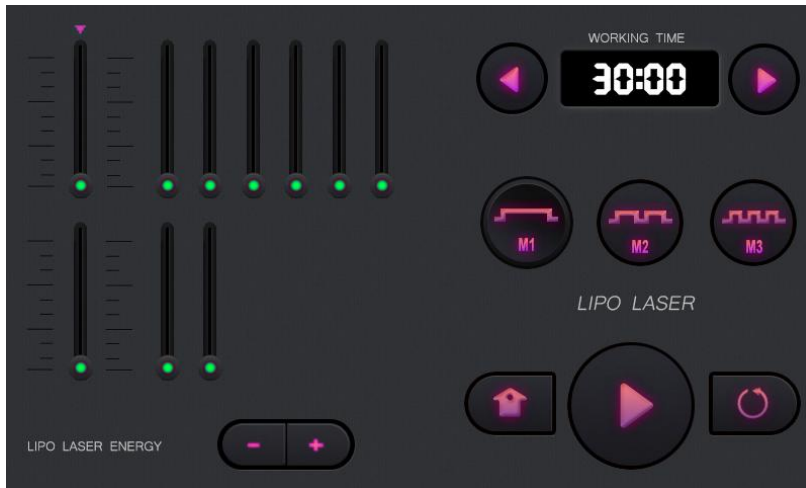 WORKING TIME
30:00
M1
M2
M3
LIPO LASER
LIPO LASER ENERGY